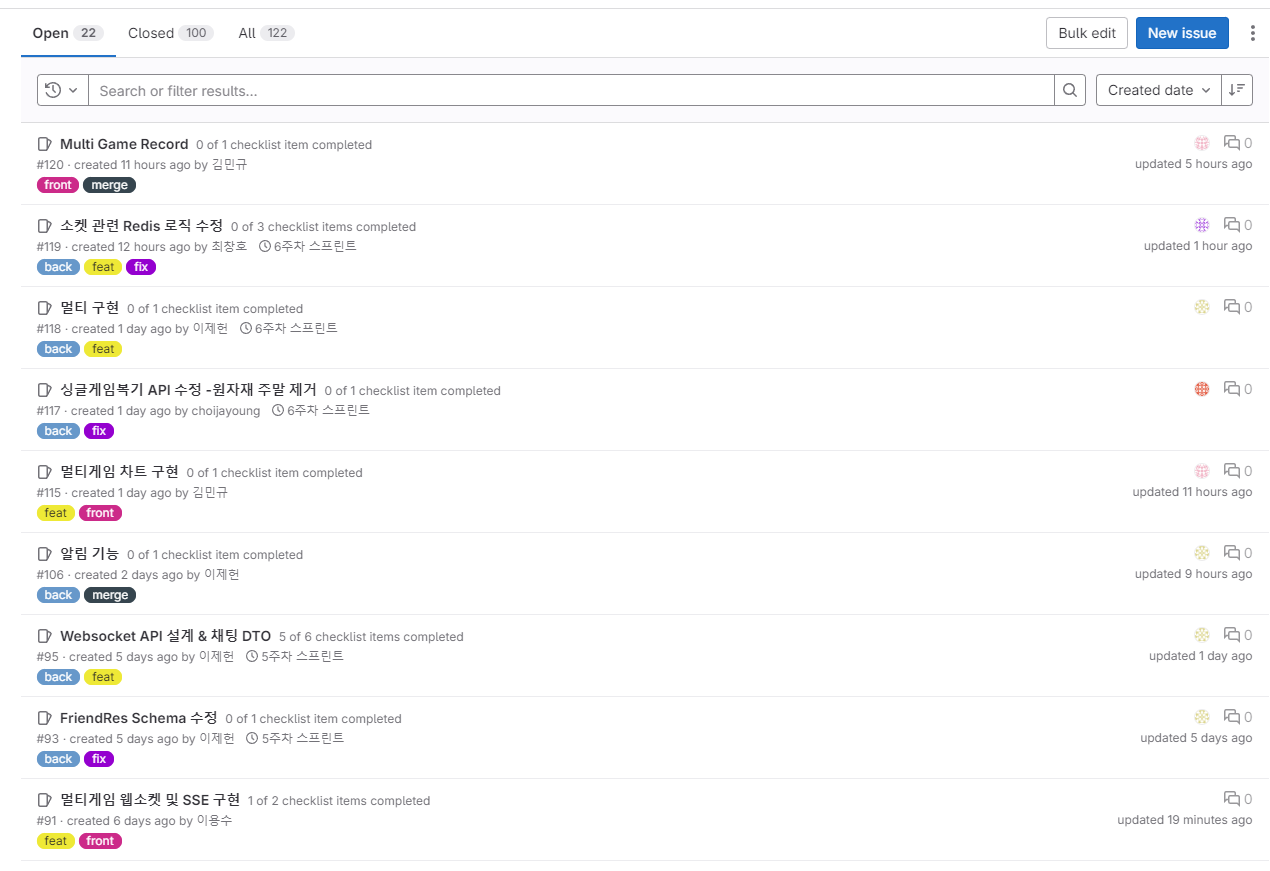 Open 22 Closed 100 All 122 Bulk edit New issue
Search or filter results... Created date
Multi Game Record 0 of 1 checklist item completed 0
#120 · created 11 hours ago by 김민규 updated 5 hours ago
front merge
소켓 관련 Redis 로직 수정 0 of 3 checklist items completed 0
#119 · created 12 hours ago by 최창호 6주차 스프린트 updated 1 hour ago
back feat fix
멀티 구현 0 of 1 checklist item completed 0
#118 · created 1 day ago by 이제헌 6주차 스프린트
back feat
싱글게임복기 API 수정 -원자재 주말 제거 0 of 1 checklist item completed 0
#117 · created 1 day ago by choijayoung 6주차 스프린트
back fix
멀티게임 차트 구현 0 of 1 checklist item completed 0
#115 · created 1 day ago by 김민규 updated 11 hours ago
feat front
알림 기능 0 of 1 checklist item completed 0
#106 · created 2 days ago by 이제헌 updated 9 hours ago
back merge
Websocket API 설계 & 채팅 DTO 5 of 6 checklist items completed 0
#95 · created 5 days ago by 이제헌 5주차 스프린트 updated 1 day ago
back feat
FriendRes Schema 수정 0 of 1 checklist item completed 0
#93 · created 5 days ago by 이제헌 5주차 스프린트 updated 5 days ago
back fix
멀티게임 웹소켓 및 SSE 구현 1 of 2 checklist items completed 0
#91 · created 6 days ago by 이용수 updated 19 minutes ago
feat front